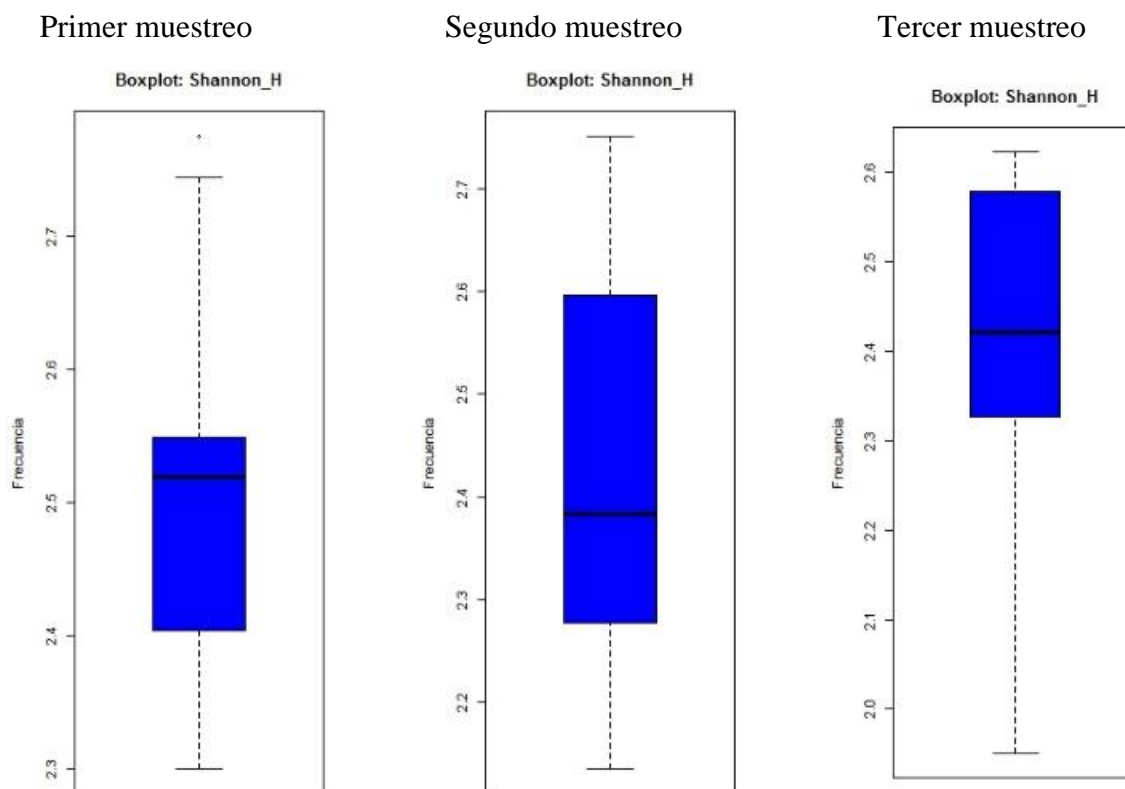 Primer muestreo
Segundo muestreo
Tercer muestreo
Boxplot: Shannon_H
Frecuencia
2.7
2.6
2.5
2.4
2.3
Boxplot: Shannon_H
Frecuencia
2.7
2.6
2.5
2.4
2.3
2.2
Boxplot: Shannon_H
Frecuencia
2.6
2.5
2.4
2.3
2.2
2.1
2.0